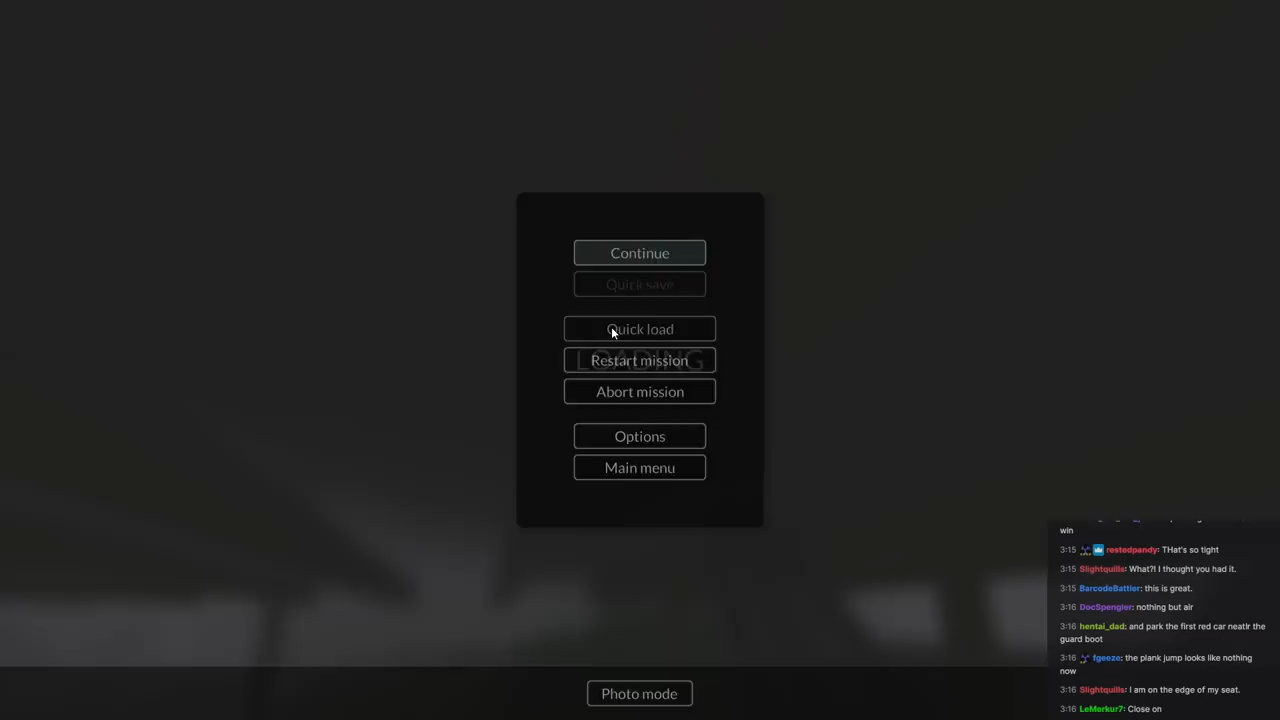 Continue
Quick save
Quick load
LOADING
Restart mission
Abort mission
Options
Main menu
Photo mode
win
3:15 restedpandy: THat's so tight
3:15 Slightquills: What?I I thought you had it.
3:15 BarcodeBattler: this is great.
3:16 DocSpengler: nothing but air
3:16 hentai_dad: and park the first red car neatlr the
guard boot
3:16 fgeeze: the plank jump looks like nothing
now
3:16 Slightquills: I am on the edge of my seat.
3:16 LeMerkur7: Close on